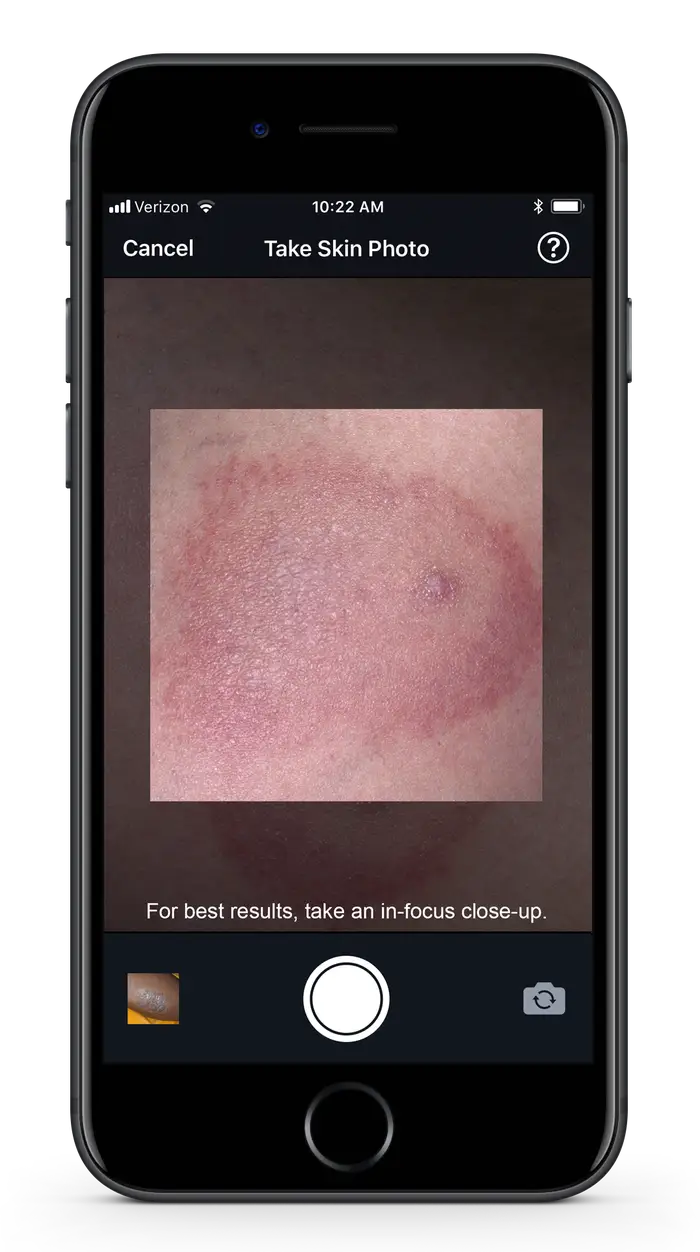 Verizon 10:22 AM
Cancel Take Skin Photo ?
For best results, take an in-focus close-up.